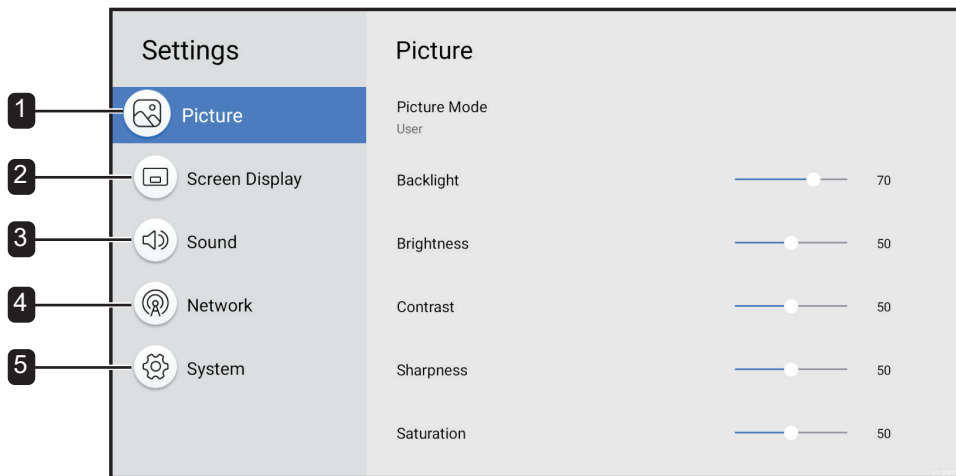 Settings
1 Picture
2 Screen Display
3 Sound
4 Network
5 System
Picture
Picture Mode
User
Backlight 70
Brightness 50
Contrast 50
Sharpness 50
Saturation 50